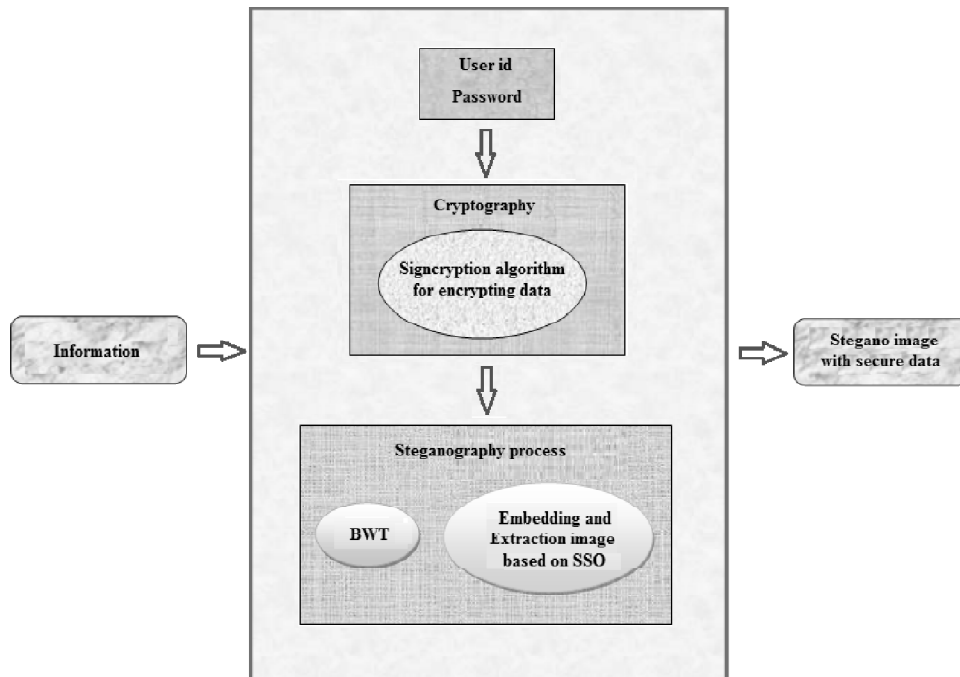 User id
Password
Cryptography
Signcryption algorithm
for encrypting data
Information
Stegano image
with secure data
Steganography process
BWT
Embedding and
Extraction image
based on SSO